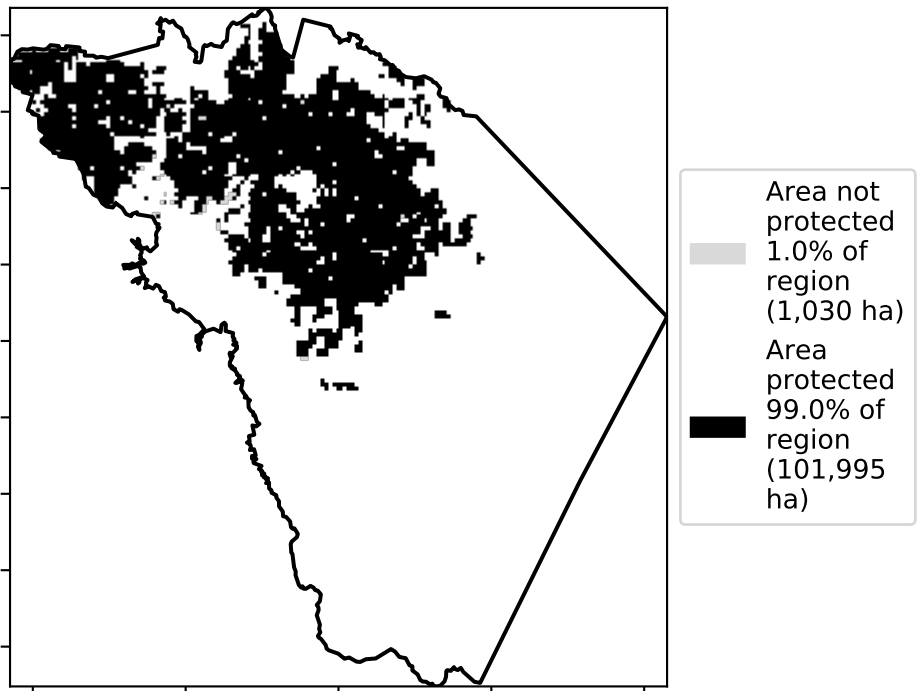 Area not
protected
1.0% of
region
(1,030 ha)
Area
protected
99.0% of
region
(101,995
ha)